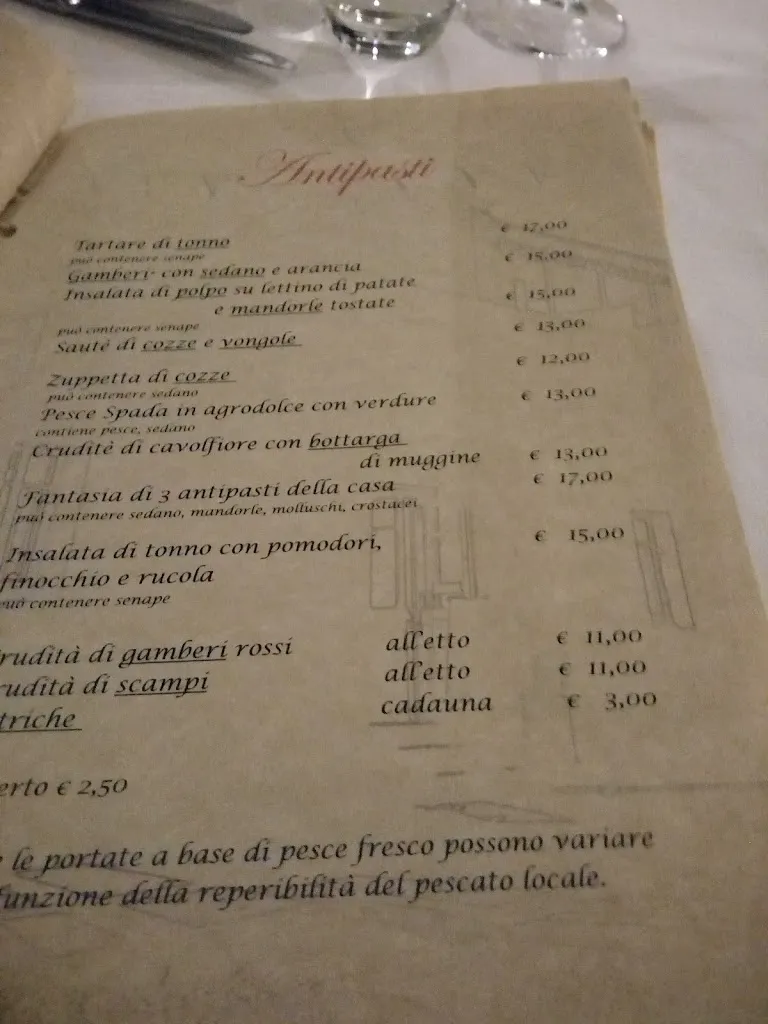 Antipasti
Tartare di tonno € 17,00
può contenere senape
Gamberi con sedano e arancia € 15,00
Insalata di polpo su lettino di patate
e mandorle tostate € 15,00
può contenere senape
Sauté di cozze e vongole € 13,00
Zuppetta di cozze € 12,00
può contenere sedano
Pesce Spada in agrodolce con verdure € 13,00
contiene pesce, sedano
Cruditè di cavolfiore con bottarga
di muggine € 13,00
Fantasia di 3 antipasti della casa € 17,00
può contenere sedano, mandorle, molluschi, crostacei
Insalata di tonno con pomodori, € 15,00
finocchio e rucola
può contenere senape
rudità di gamberi rossi all'etto € 11,00
rudità di scampi all'etto € 11,00
triche cadauna € 3,00
erto € 2,50
le portate a base di pesce fresco possono variare
funzione della reperibilità del pescato locale.